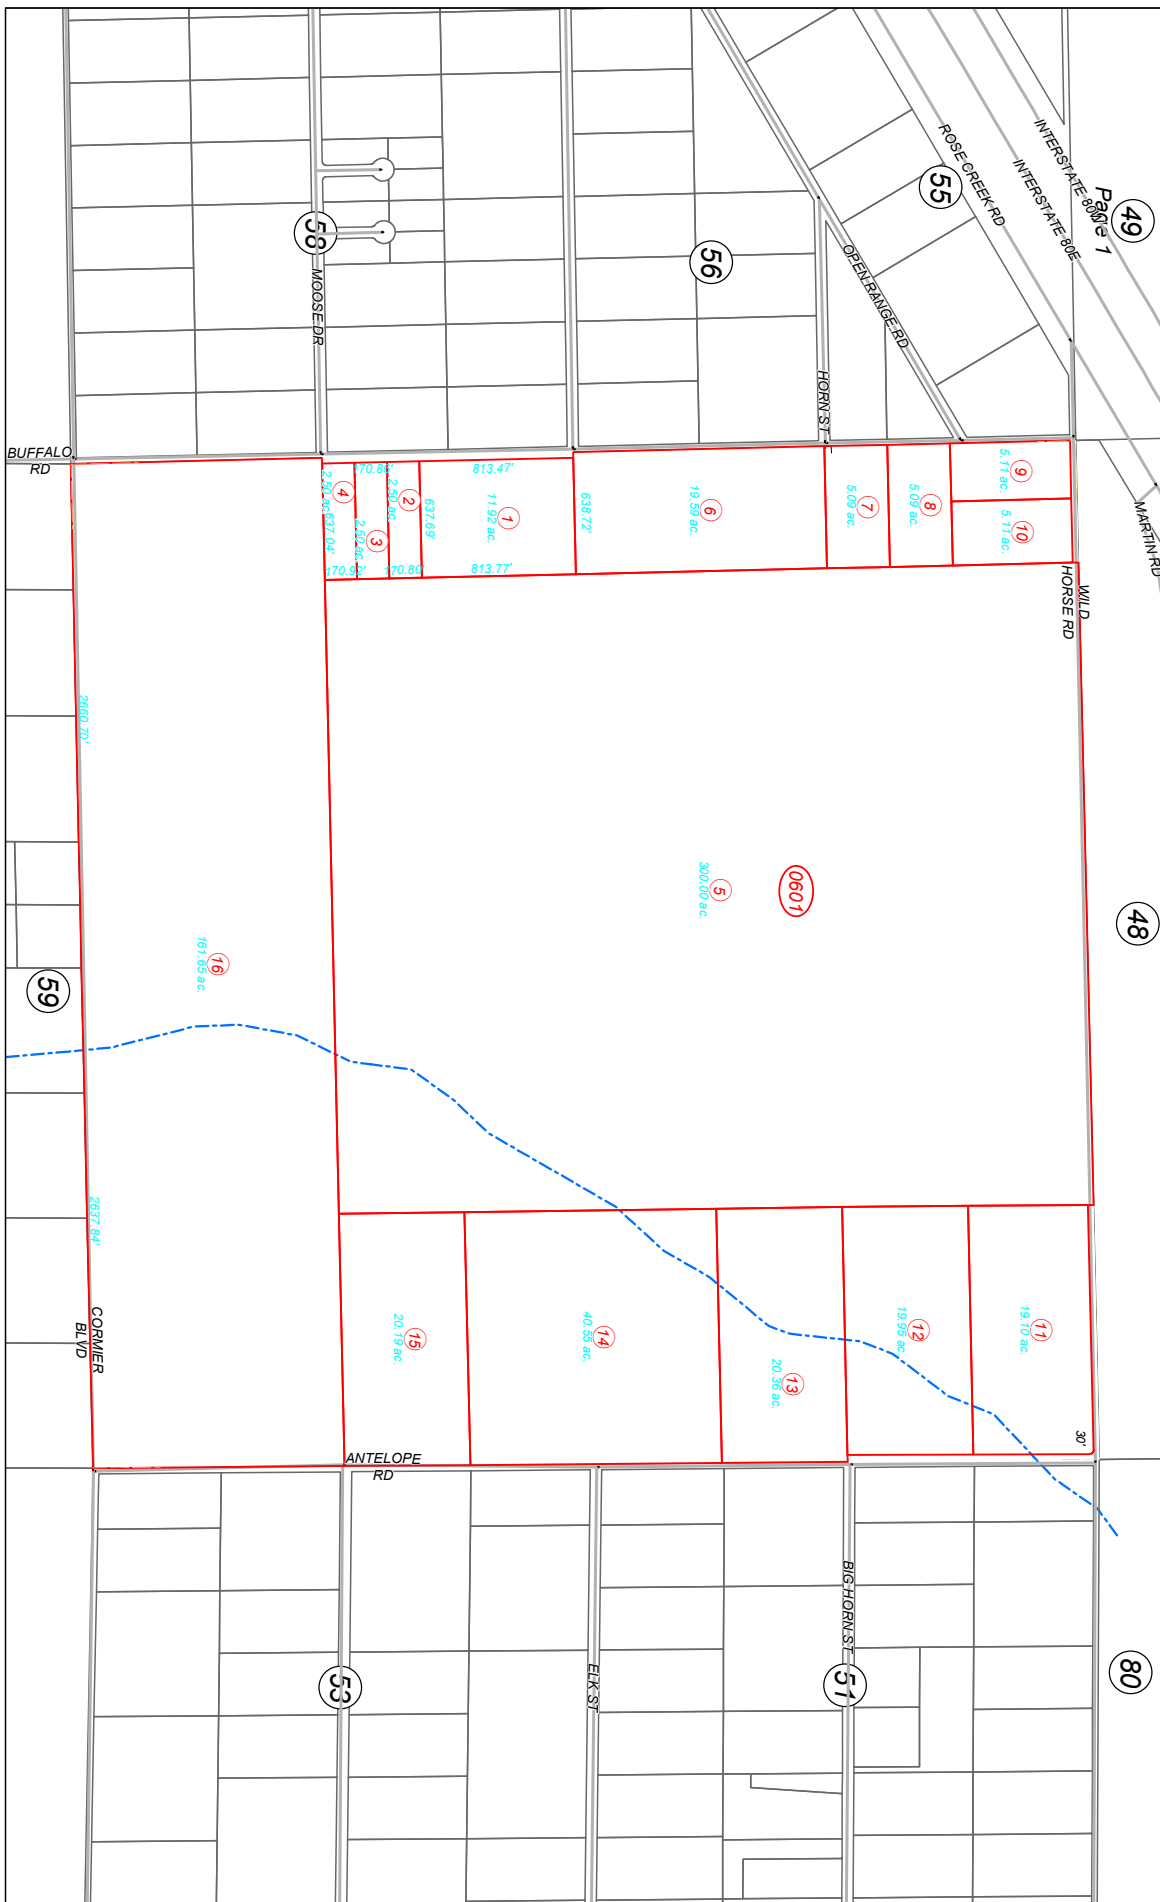 49
Page 1
INTERSTATE 80W
INTERSTATE 80E
ROSE CREEK RD
55
OPEN RANGE RD
56
58
MOOSE DR
HORN ST
MARTIN RD
BUFFALO
RD
WILD
HORSE RD
9
5.11 ac.
10
5.11 ac.
8
5.09 ac.
7
5.09 ac.
6
19.59 ac.
638.72'
813.47'
1
11.92 ac.
637.69'
813.77'
2
2.50 ac.
170.80'
3
2.50 ac.
170.86'
4
2.50 ac.
637.04'
170.92'
0601
5
300.00 ac.
48
16
161.65 ac.
2660.70'
59
2637.84'
CORMIER
BLVD
11
19.10 ac.
12
19.95 ac.
13
20.36 ac.
14
40.55 ac.
15
20.19 ac.
30'
ANTELOPE
RD
BIG HORN ST
ELK ST
53
51
80